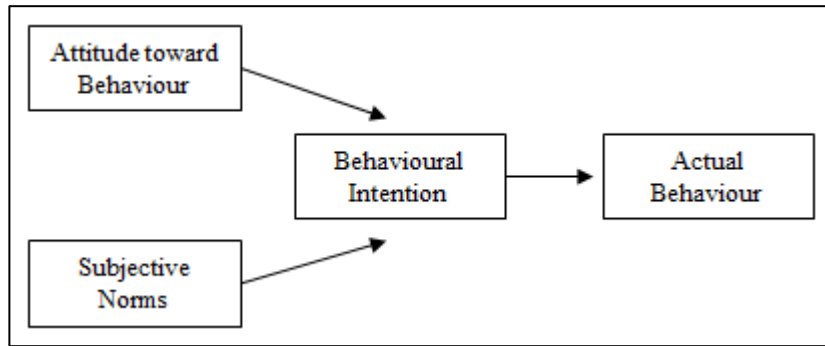 Attitude toward
Behaviour
Behavioural
Intention
Actual
Behaviour
Subjective
Norms